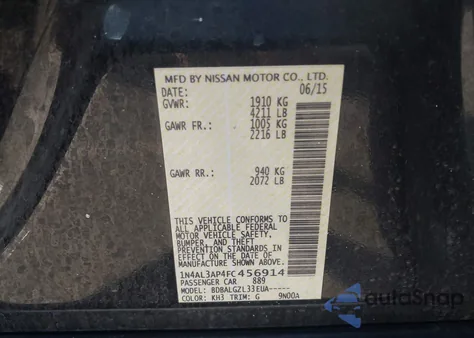 MFD BY NISSAN MOTOR CO., LTD.
DATE: 06/15
GVWR: 1910 KG
4211 LB
GAWR FR.: 1005 KG
2216 LB
GAWR RR.: 940 KG
2072 LB
THIS VEHICLE CONFORMS TO
ALL APPLICABLE FEDERAL
MOTOR VEHICLE SAFETY,
BUMPER, AND THEFT
PREVENTION STANDARDS IN
EFFECT ON THE DATE OF
MANUFACTURE SHOWN ABOVE.
1N4AL3AP4FC456914
PASSENGER CAR 889
MODEL: BDBALGZL33EUA-----
COLOR: KH3 TRIM: G 9N00A
autoSnap